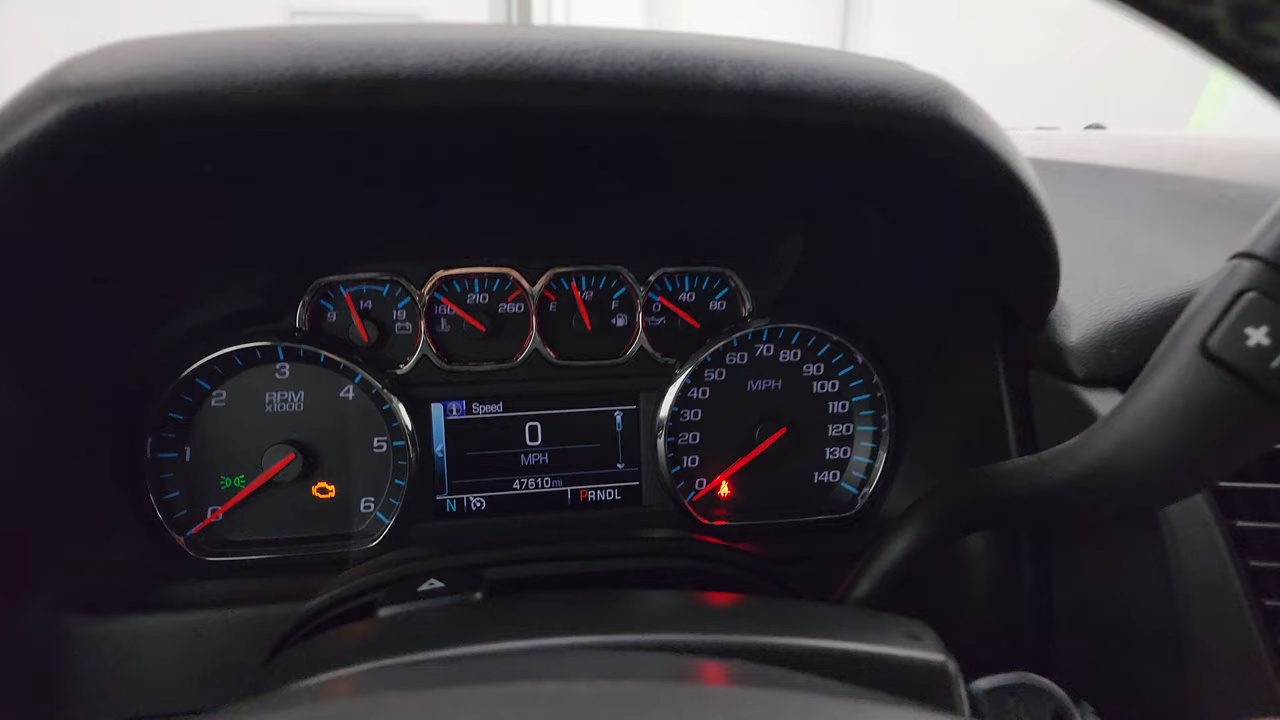 9 14 19
160 210 260
E 1/2 F
0 40 80
0 1 2 3 4 5 6
RPM
X1000
Speed
0
MPH
47610 mi
N PRNDL
0 10 20 30 40 50 60 70 80 90 100 110 120 130 140
MPH
+